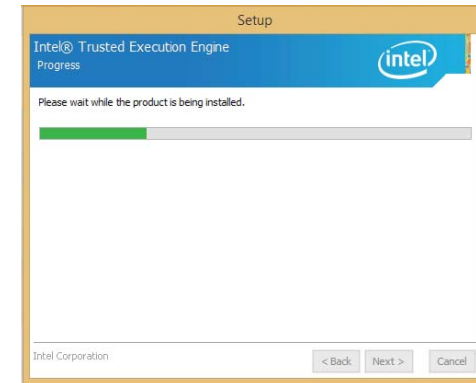 Setup
Intel® Trusted Execution Engine
Progress
intel
Please wait while the product is being installed.
Intel Corporation
< Back Next > Cancel